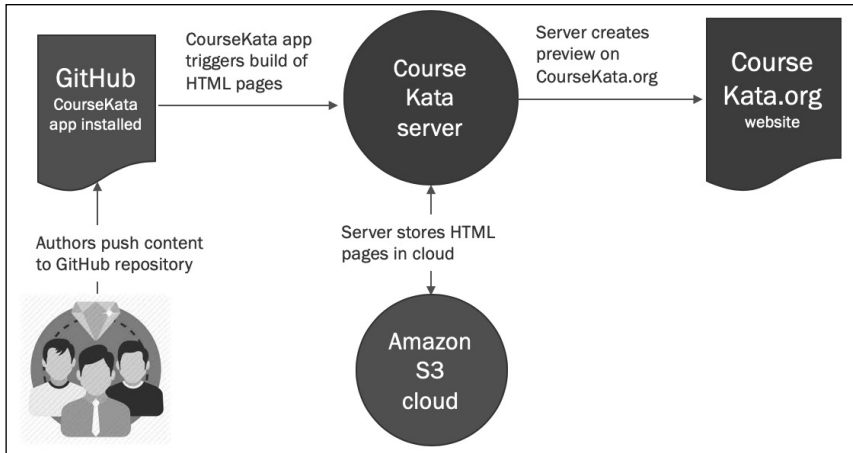 GitHub
CourseKata
app installed
CourseKata app
triggers build of
HTML pages
Course
Kata
server
Server creates
preview on
CourseKata.org
Course
Kata.org
website
Authors push content
to GitHub repository
Server stores HTML
pages in cloud
Amazon
S3
cloud